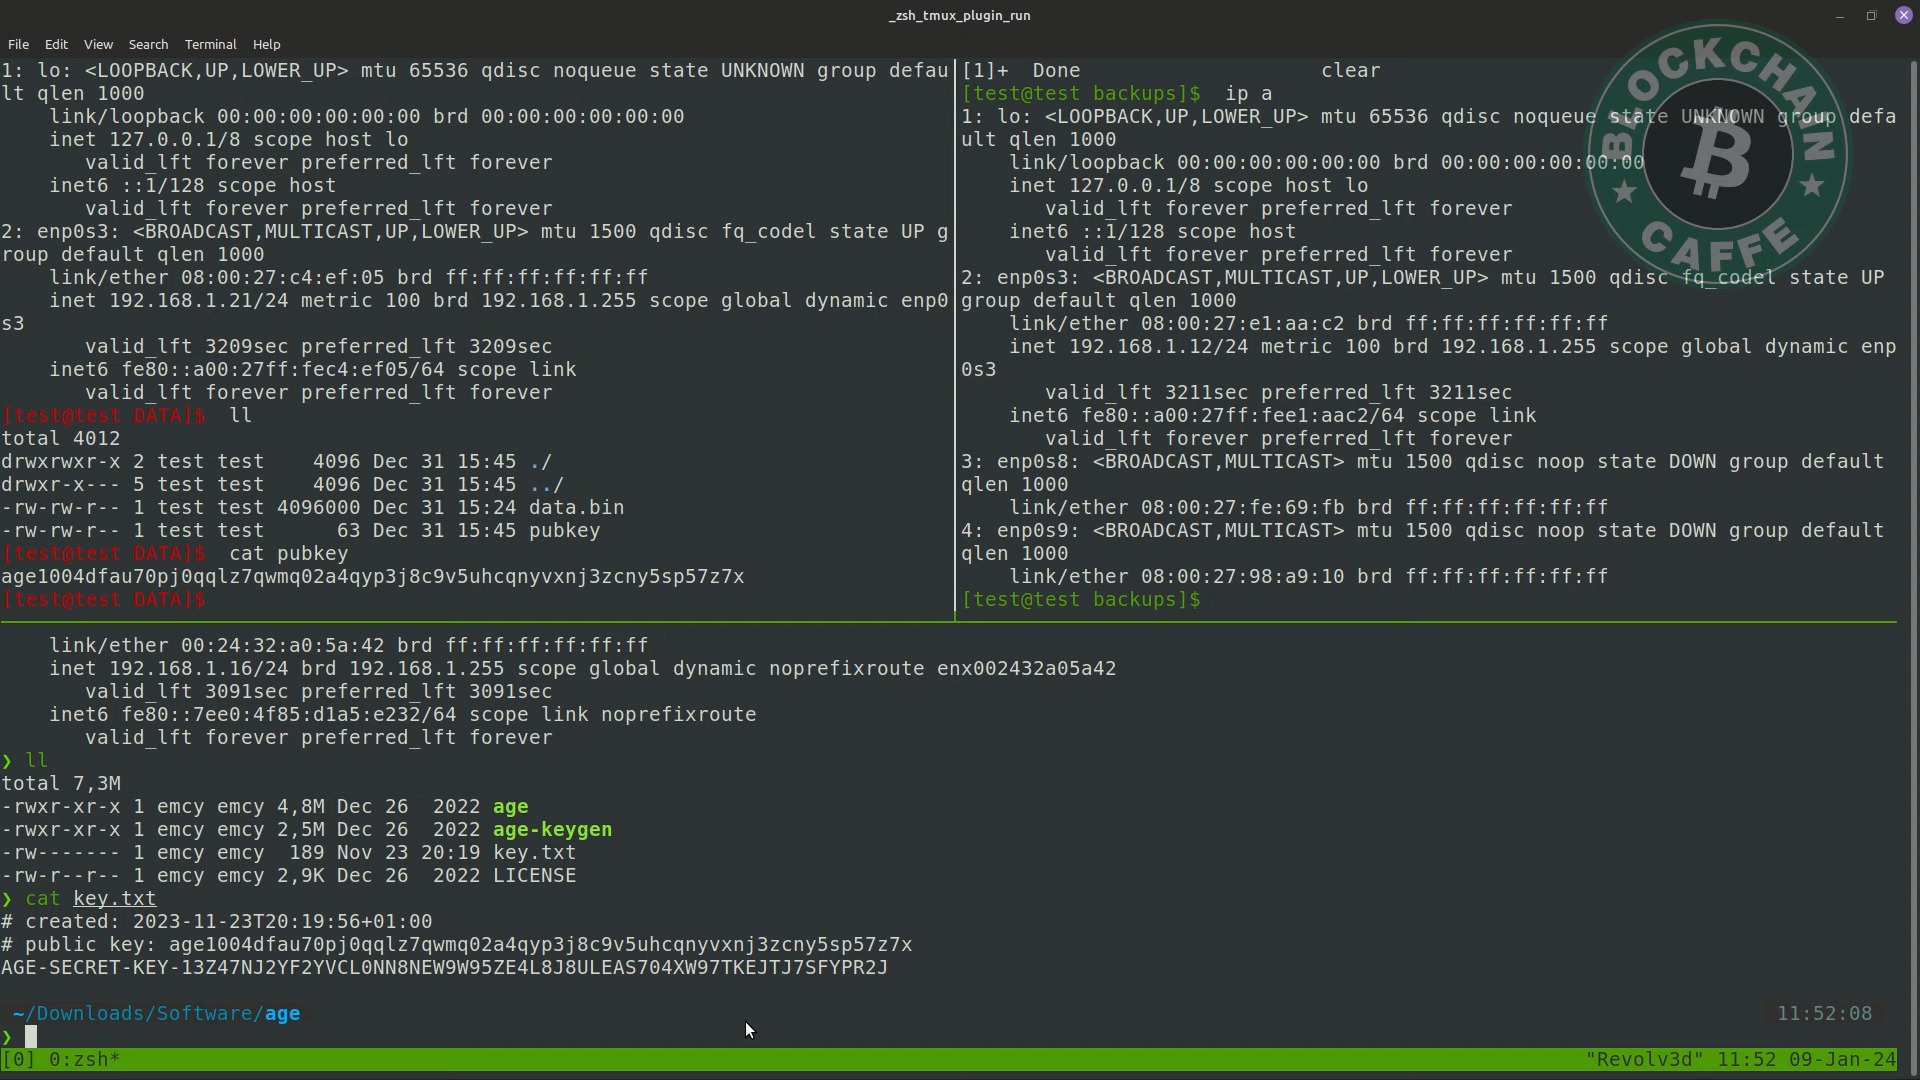 _zsh_tmux_plugin_run
File Edit View Search Terminal Help
1: lo: <LOOPBACK,UP,LOWER_UP> mtu 65536 qdisc noqueue state UNKNOWN group defau
lt qlen 1000
    link/loopback 00:00:00:00:00:00 brd 00:00:00:00:00:00
    inet 127.0.0.1/8 scope host lo
       valid_lft forever preferred_lft forever
    inet6 ::1/128 scope host
       valid_lft forever preferred_lft forever
2: enp0s3: <BROADCAST,MULTICAST,UP,LOWER_UP> mtu 1500 qdisc fq_codel state UP g
roup default qlen 1000
    link/ether 08:00:27:c4:ef:05 brd ff:ff:ff:ff:ff:ff
    inet 192.168.1.21/24 metric 100 brd 192.168.1.255 scope global dynamic enp0
s3
       valid_lft 3209sec preferred_lft 3209sec
    inet6 fe80::a00:27ff:fec4:ef05/64 scope link
       valid_lft forever preferred_lft forever
[test@test DATA]$  ll
total 4012
drwxrwxr-x 2 test test    4096 Dec 31 15:45 ./
drwxr-x--- 5 test test    4096 Dec 31 15:45 ../
-rw-rw-r-- 1 test test 4096000 Dec 31 15:24 data.bin
-rw-rw-r-- 1 test test      63 Dec 31 15:45 pubkey
[test@test DATA]$  cat pubkey
age1004dfau70pj0qqlz7qwmq02a4qyp3j8c9v5uhcqnyvxnj3zcny5sp57z7x
[test@test DATA]$
[1]+  Done                    clear
[test@test backups]$  ip a
1: lo: <LOOPBACK,UP,LOWER_UP> mtu 65536 qdisc noqueue state UNKNOWN group defa
ult qlen 1000
    link/loopback 00:00:00:00:00:00 brd 00:00:00:00:00:00
    inet 127.0.0.1/8 scope host lo
       valid_lft forever preferred_lft forever
    inet6 ::1/128 scope host
       valid_lft forever preferred_lft forever
2: enp0s3: <BROADCAST,MULTICAST,UP,LOWER_UP> mtu 1500 qdisc fq_codel state UP
group default qlen 1000
    link/ether 08:00:27:e1:aa:c2 brd ff:ff:ff:ff:ff:ff
    inet 192.168.1.12/24 metric 100 brd 192.168.1.255 scope global dynamic enp
0s3
       valid_lft 3211sec preferred_lft 3211sec
    inet6 fe80::a00:27ff:fee1:aac2/64 scope link
       valid_lft forever preferred_lft forever
3: enp0s8: <BROADCAST,MULTICAST> mtu 1500 qdisc noop state DOWN group default
qlen 1000
    link/ether 08:00:27:fe:69:fb brd ff:ff:ff:ff:ff:ff
4: enp0s9: <BROADCAST,MULTICAST> mtu 1500 qdisc noop state DOWN group default
qlen 1000
    link/ether 08:00:27:98:a9:10 brd ff:ff:ff:ff:ff:ff
[test@test backups]$
BLOCKCHAIN
CAFFE
    link/ether 00:24:32:a0:5a:42 brd ff:ff:ff:ff:ff:ff
    inet 192.168.1.16/24 brd 192.168.1.255 scope global dynamic noprefixroute enx002432a05a42
       valid_lft 3091sec preferred_lft 3091sec
    inet6 fe80::7ee0:4f85:d1a5:e232/64 scope link noprefixroute
       valid_lft forever preferred_lft forever
❯ ll
total 7,3M
-rwxr-xr-x 1 emcy emcy 4,8M Dec 26  2022 age
-rwxr-xr-x 1 emcy emcy 2,5M Dec 26  2022 age-keygen
-rw------- 1 emcy emcy  189 Nov 23 20:19 key.txt
-rw-r--r-- 1 emcy emcy 2,9K Dec 26  2022 LICENSE
❯ cat key.txt
# created: 2023-11-23T20:19:56+01:00
# public key: age1004dfau70pj0qqlz7qwmq02a4qyp3j8c9v5uhcqnyvxnj3zcny5sp57z7x
AGE-SECRET-KEY-13Z47NJ2YF2YVCL0NN8NEW9W95ZE4L8J8ULEAS704XW97TKEJTJ7SFYPR2J
~/Downloads/Software/age 11:52:08
❯
[0] 0:zsh* "Revolv3d" 11:52 09-Jan-24